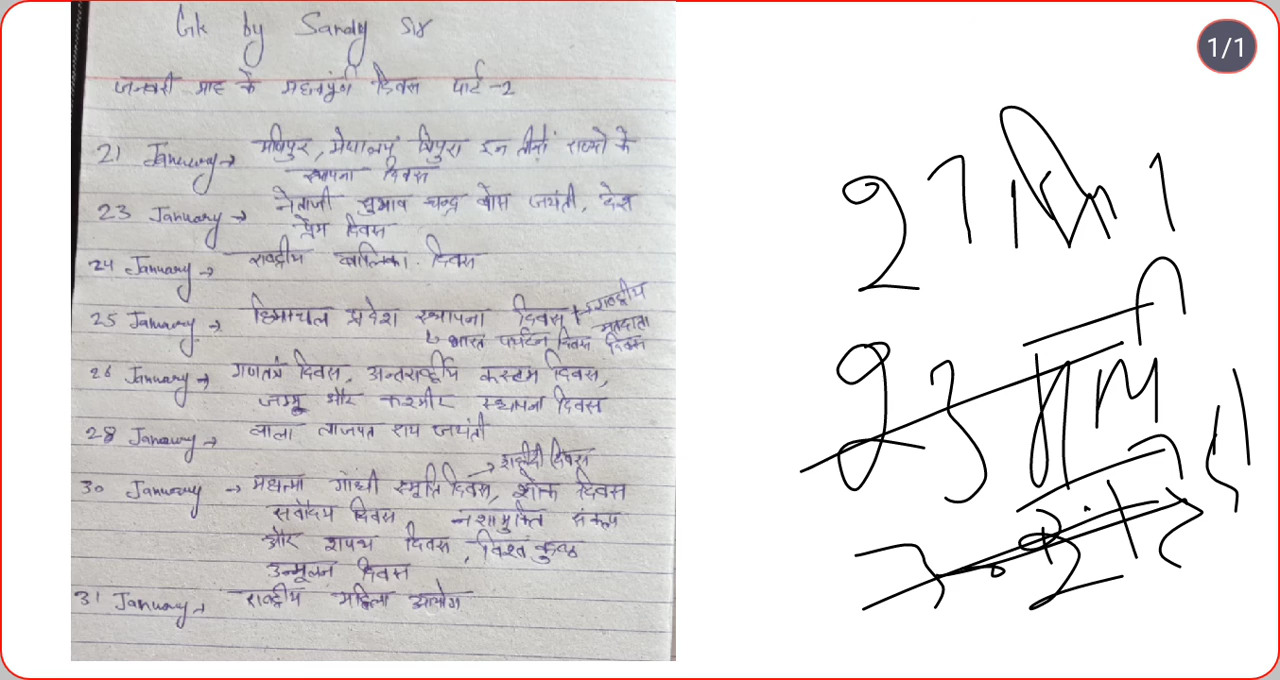 Gk by Sandy Sir
जनवरी माह के महत्वपूर्ण दिवस पार्ट -2
21 January → मणिपुर, मेघालय त्रिपुरा इन तीनों राज्यों के
स्थापना दिवस
23 January → नेताजी सुभाष चन्द्र बोस जयंती, देश
प्रेम दिवस
24 January → राष्ट्रीय बालिका दिवस
25 January → हिमाचल प्रदेश स्थापना दिवस → राष्ट्रीय
मतदाता
↳ भारत पर्यटन दिवस दिवस
26 January → गणतंत्र दिवस, अन्तर्राष्ट्रीय कस्टम दिवस,
जम्मू और कश्मीर स्थापना दिवस
28 January → लाला लाजपत राय जयंती
→ शहीदी दिवस
30 January → महात्मा गांधी स्मृति दिवस, शोक दिवस
सर्वोदय दिवस नशामुक्ति संकल्प
और शपथ दिवस, विश्व कुष्ठ
उन्मूलन दिवस
31 January → राष्ट्रीय महिला आयोग
1/1